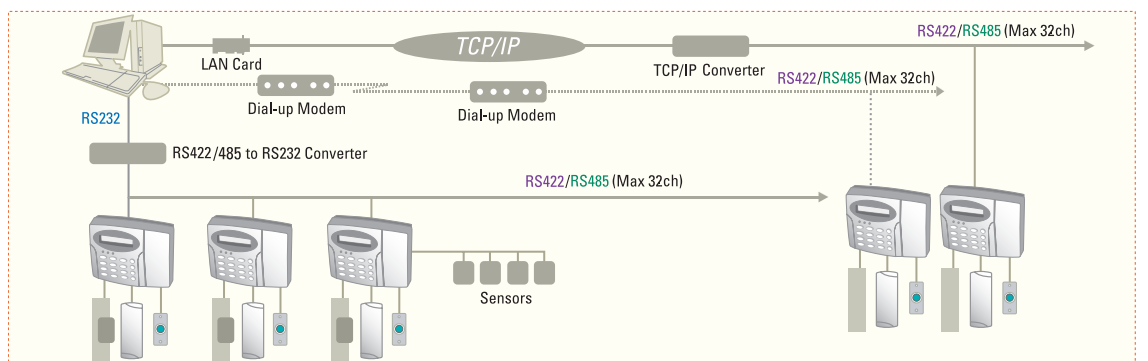 RS422/RS485 (Max 32ch)
TCP/IP
LAN Card
TCP/IP Converter
RS422/RS485 (Max 32ch)
Dial-up Modem
Dial-up Modem
RS232
RS422/485 to RS232 Converter
RS422/RS485 (Max 32ch)
Sensors